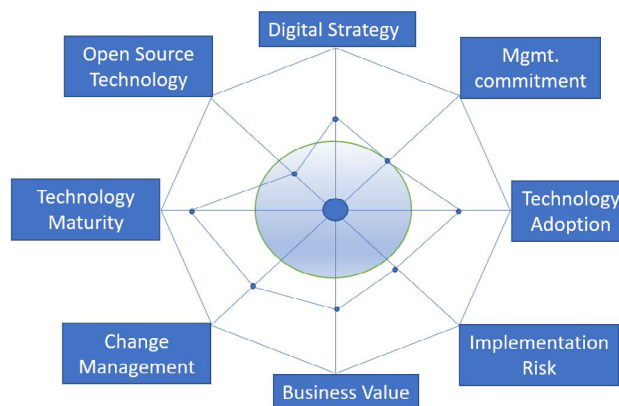 Digital Strategy
Open Source
Technology
Mgmt.
commitment
Technology
Maturity
Technology
Adoption
Change
Management
Implementation
Risk
Business Value